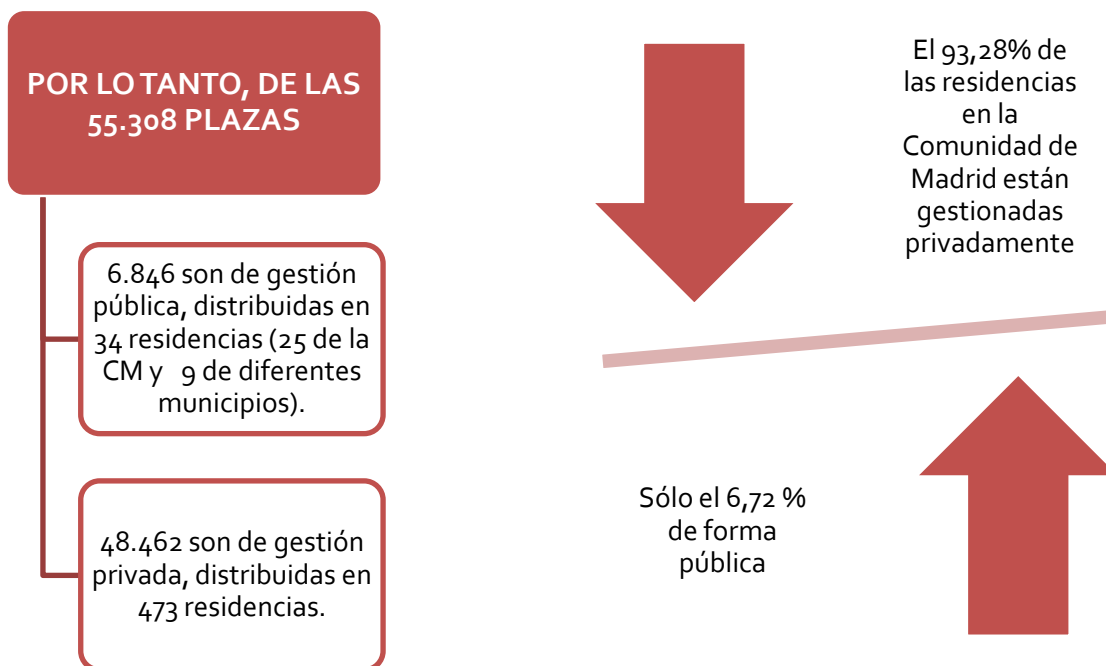 POR LO TANTO, DE LAS
55.308 PLAZAS
6.846 son de gestión
pública, distribuidas en
34 residencias (25 de la
CM y 9 de diferentes
municipios).
48.462 son de gestión
privada, distribuidas en
473 residencias.
El 93,28% de
las residencias
en la
Comunidad de
Madrid están
gestionadas
privadamente
Sólo el 6,72 %
de forma
pública